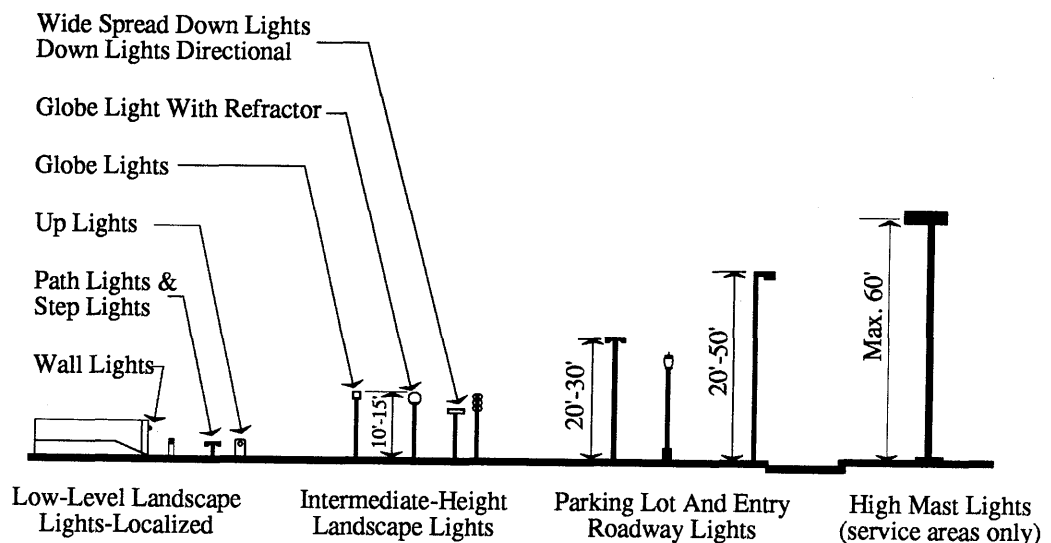 Wide Spread Down Lights
Down Lights Directional
Globe Light With Refractor
Globe Lights
Up Lights
Path Lights &
Step Lights
Wall Lights
10'-15'
20'-30'
20'-50'
Max. 60'
Low-Level Landscape
Lights-Localized
Intermediate-Height
Landscape Lights
Parking Lot And Entry
Roadway Lights
High Mast Lights
(service areas only)